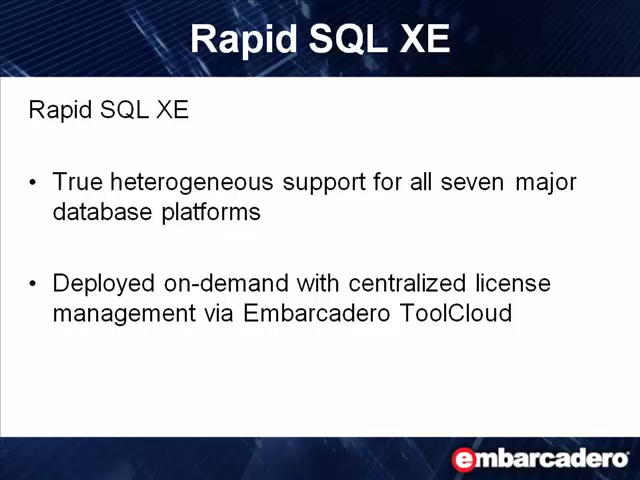 Rapid SQL XE
Rapid SQL XE
• True heterogeneous support for all seven major
database platforms
• Deployed on-demand with centralized license
management via Embarcadero ToolCloud
embarcadero